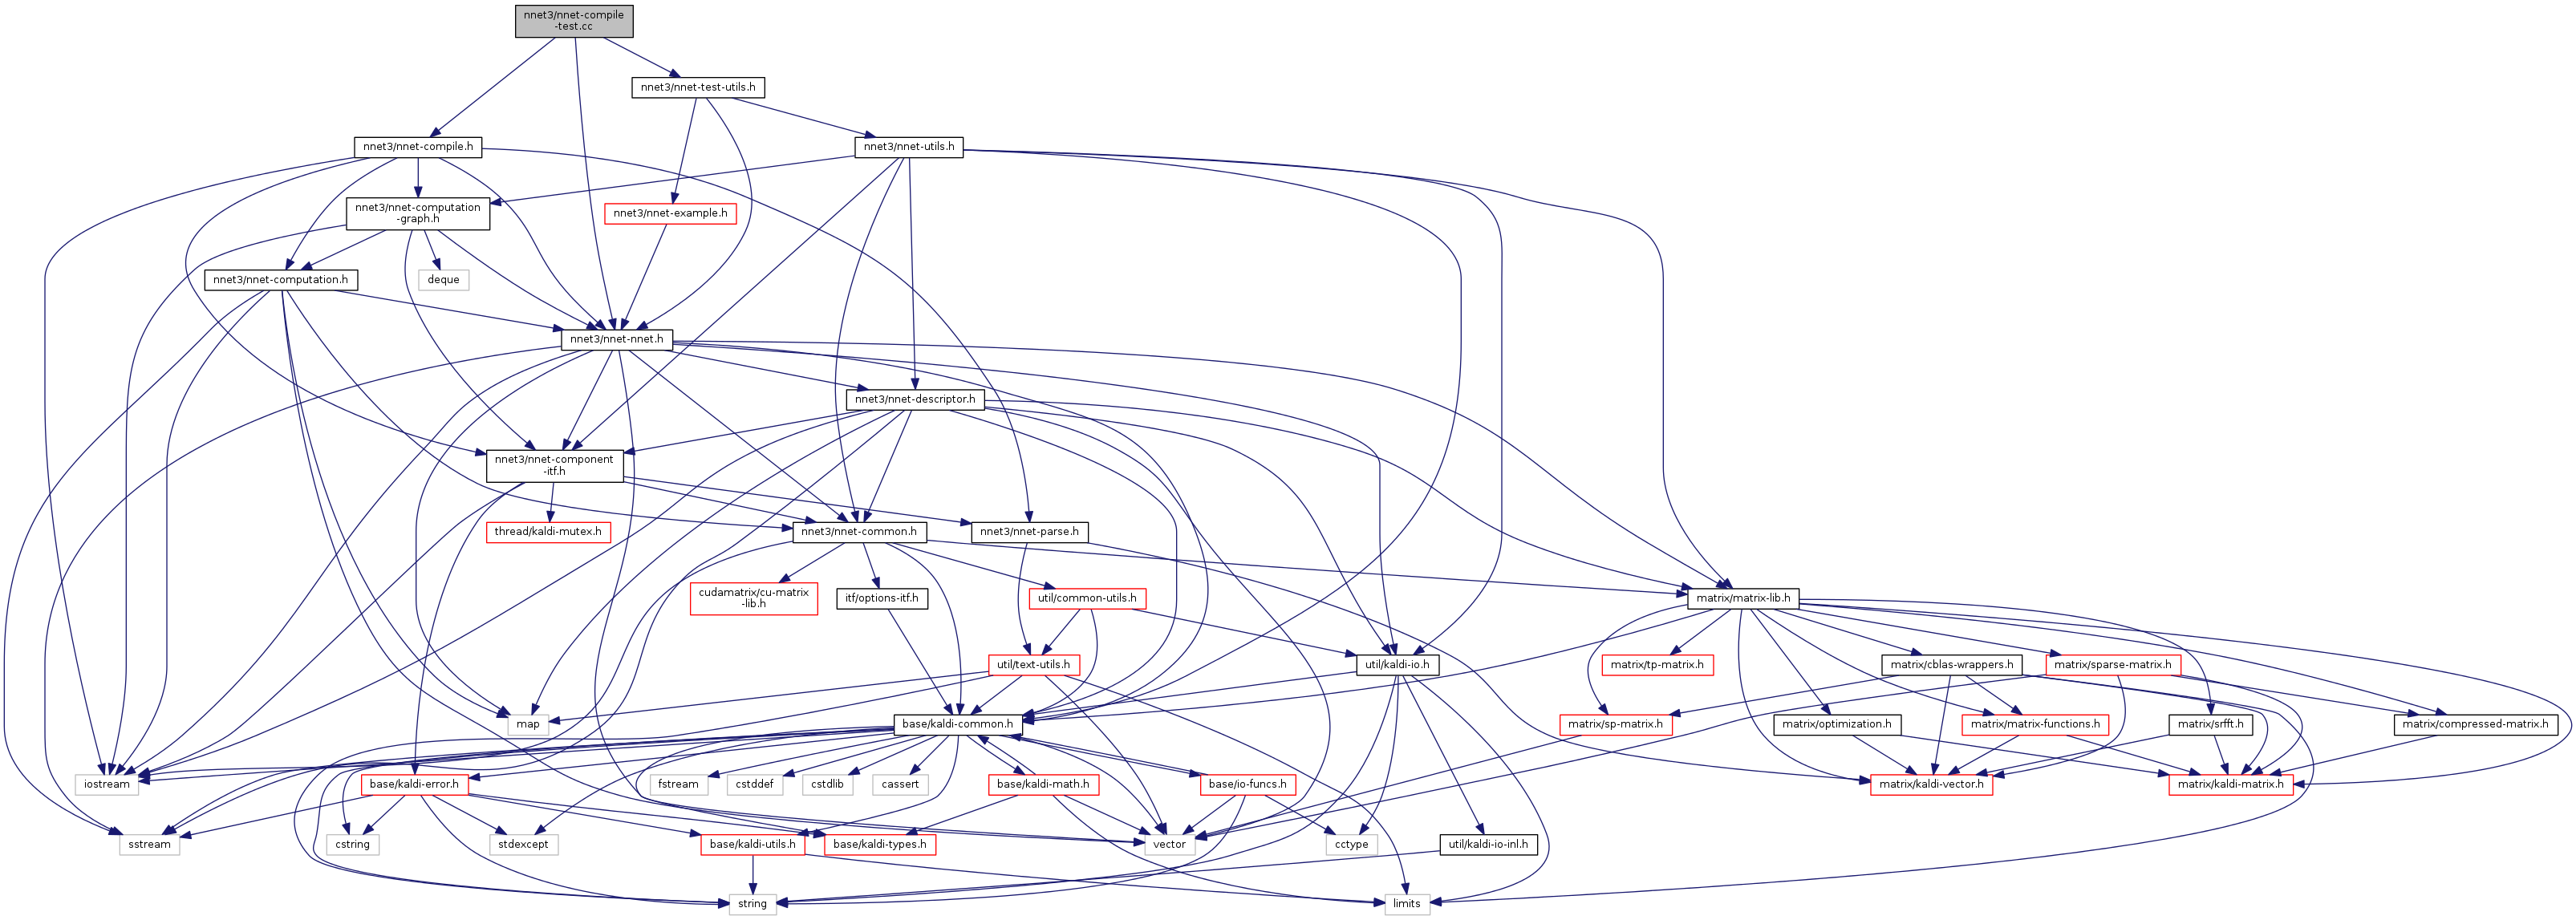 nnet3/nnet-compile
-test.cc
nnet3/nnet-test-utils.h
nnet3/nnet-compile.h
nnet3/nnet-utils.h
nnet3/nnet-computation
-graph.h
nnet3/nnet-example.h
nnet3/nnet-computation.h
deque
nnet3/nnet-nnet.h
nnet3/nnet-descriptor.h
nnet3/nnet-component
-itf.h
thread/kaldi-mutex.h
nnet3/nnet-common.h
nnet3/nnet-parse.h
cudamatrix/cu-matrix
-lib.h
itf/options-itf.h
util/common-utils.h
matrix/matrix-lib.h
util/text-utils.h
util/kaldi-io.h
matrix/tp-matrix.h
matrix/cblas-wrappers.h
matrix/sparse-matrix.h
map
base/kaldi-common.h
matrix/sp-matrix.h
matrix/optimization.h
matrix/matrix-functions.h
matrix/srfft.h
matrix/compressed-matrix.h
iostream
base/kaldi-error.h
fstream
cstddef
cstdlib
cassert
base/kaldi-math.h
base/io-funcs.h
matrix/kaldi-vector.h
matrix/kaldi-matrix.h
sstream
cstring
stdexcept
base/kaldi-utils.h
base/kaldi-types.h
vector
cctype
util/kaldi-io-inl.h
string
limits